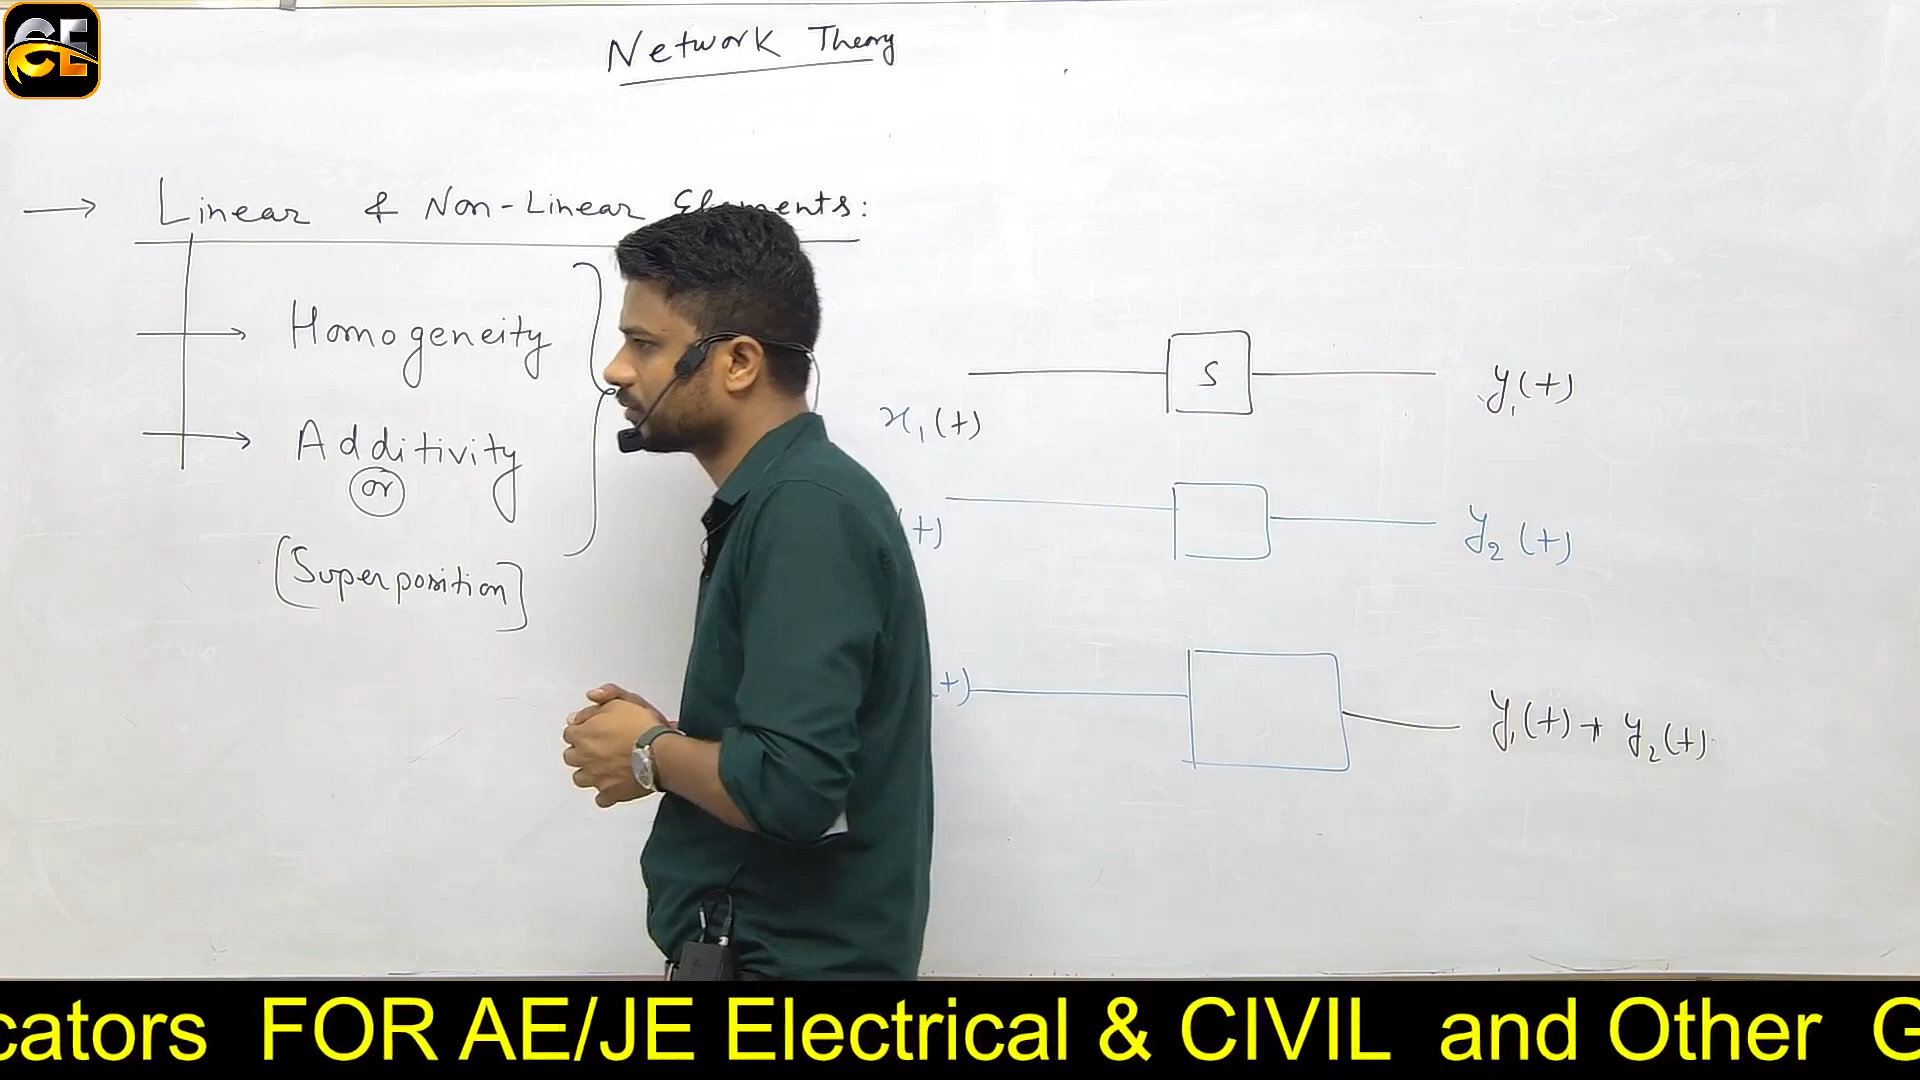 CE
Network Theory
→ Linear & Non-Linear Elements:
→ Homogeneity
→ Additivity
or
[Superposition]
S
x₁(t)
y₁(t)
(t)
y₂(t)
(t)
y₁(t) + y₂(t)
cators FOR AE/JE Electrical & CIVIL and Other G